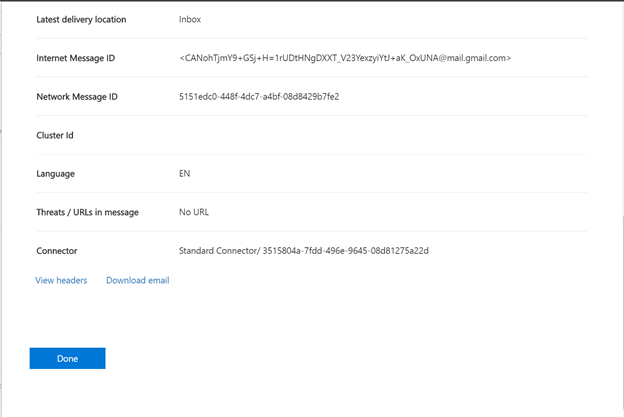 Latest delivery location Inbox
Internet Message ID <CANohTjmY9+GSj+H=1rUDtHNgDXXT_V23YexzyiYtJ+aK_OxUNA@mail.gmail.com>
Network Message ID 5151edc0-448f-4dc7-a4bf-08d8429b7fe2
Cluster Id
Language EN
Threats / URLs in message No URL
Connector Standard Connector/ 3515804a-7fdd-496e-9645-08d81275a22d
View headers Download email
Done